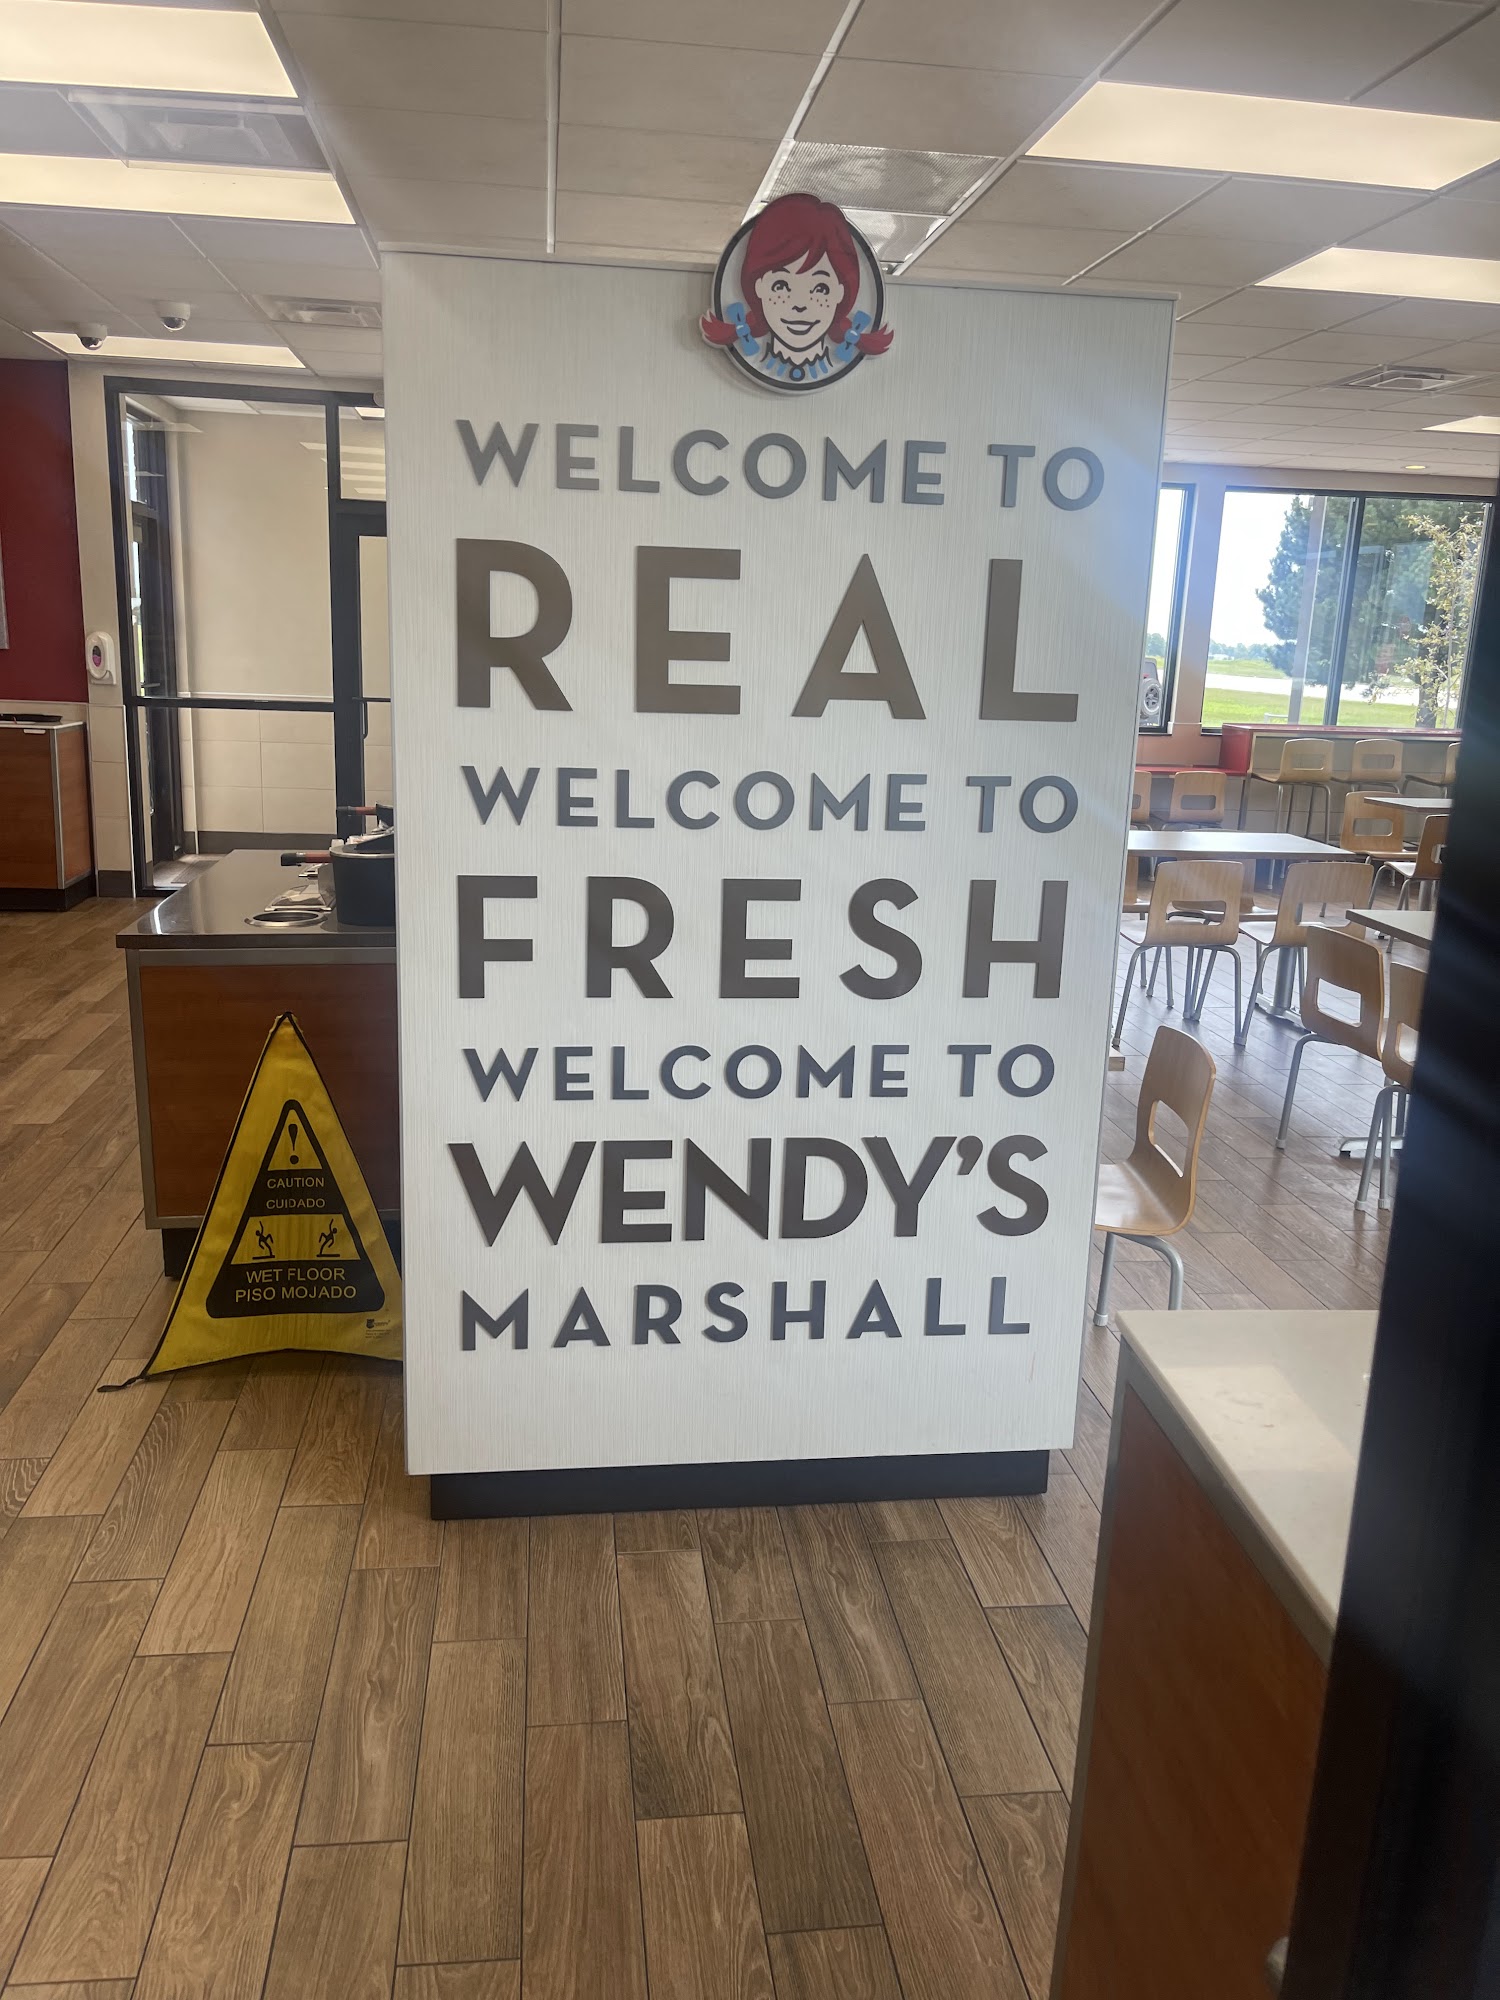 WELCOME TO
REAL
WELCOME TO
FRESH
WELCOME TO
WENDY'S
MARSHALL
CAUTION
CUIDADO
WET FLOOR
PISO MOJADO